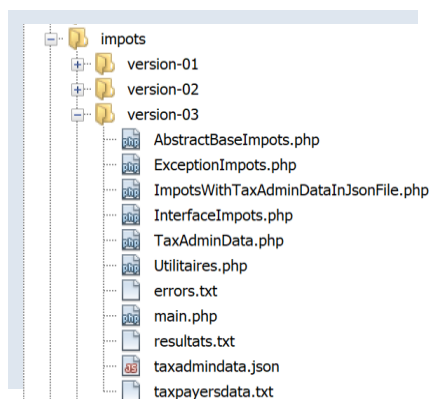 impots
version-01
version-02
version-03
AbstractBaseImpots.php
ExceptionImpots.php
ImpotsWithTaxAdminDataInJsonFile.php
InterfaceImpots.php
TaxAdminData.php
Utilitaires.php
errors.txt
main.php
resultats.txt
taxadmindata.json
taxpayersdata.txt